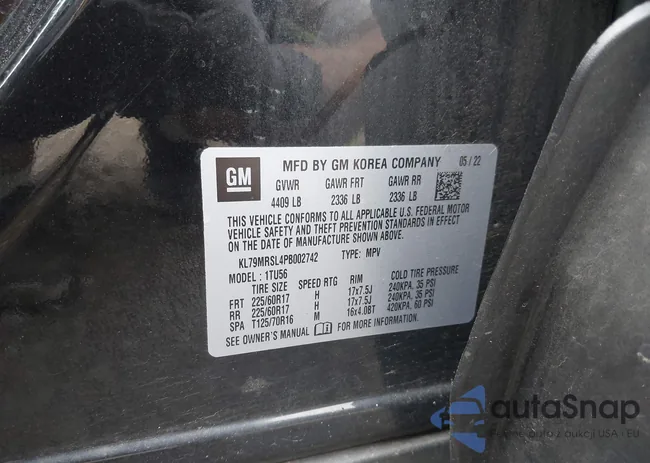 GM
MFD BY GM KOREA COMPANY 05 / 22
GVWR GAWR FRT GAWR RR
4409 LB 2336 LB 2336 LB
THIS VEHICLE CONFORMS TO ALL APPLICABLE U.S. FEDERAL MOTOR
VEHICLE SAFETY AND THEFT PREVENTION STANDARDS IN EFFECT
ON THE DATE OF MANUFACTURE SHOWN ABOVE.
KL79MRSL4PB002742 TYPE: MPV
MODEL : 1TU56
TIRE SIZE SPEED RTG RIM COLD TIRE PRESSURE
FRT 225/60R17 H 17x7.5J 240KPA, 35 PSI
RR 225/60R17 H 17x7.5J 240KPA, 35 PSI
SPA T125/70R16 M 16x4.0BT 420KPA, 60 PSI
SEE OWNER'S MANUAL FOR MORE INFORMATION.
autaSnap
aukcji USA - EU